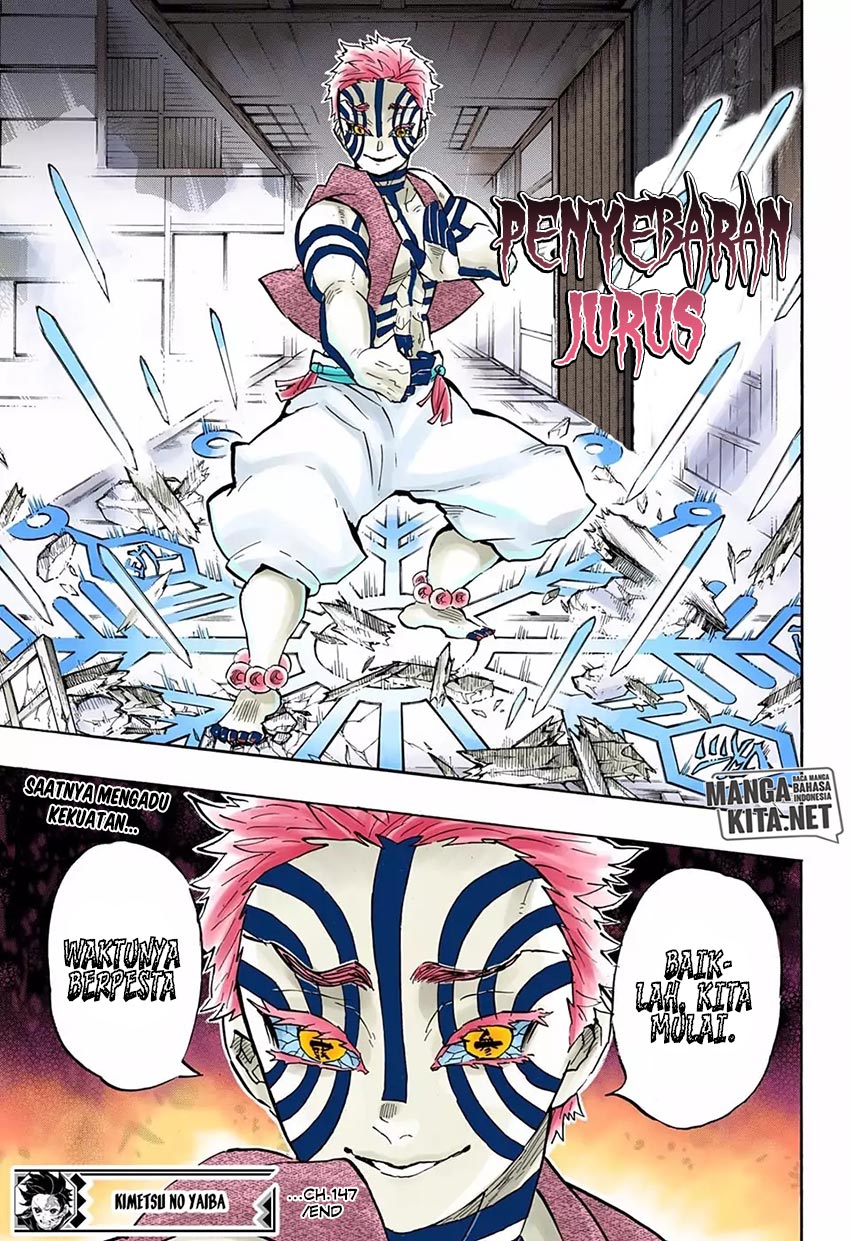 PENYEBARAN
JURUS
MANGA
KITA.NET
BACA MANGA
BAHASA
INDONESIA
SAATNYA MENGADU
KEKUATAN...
BAIK-
LAH, KITA
MULAI.
WAKTUNYA
BERPESTA
KIMETSU NO YAIBA
...CH.147
/END